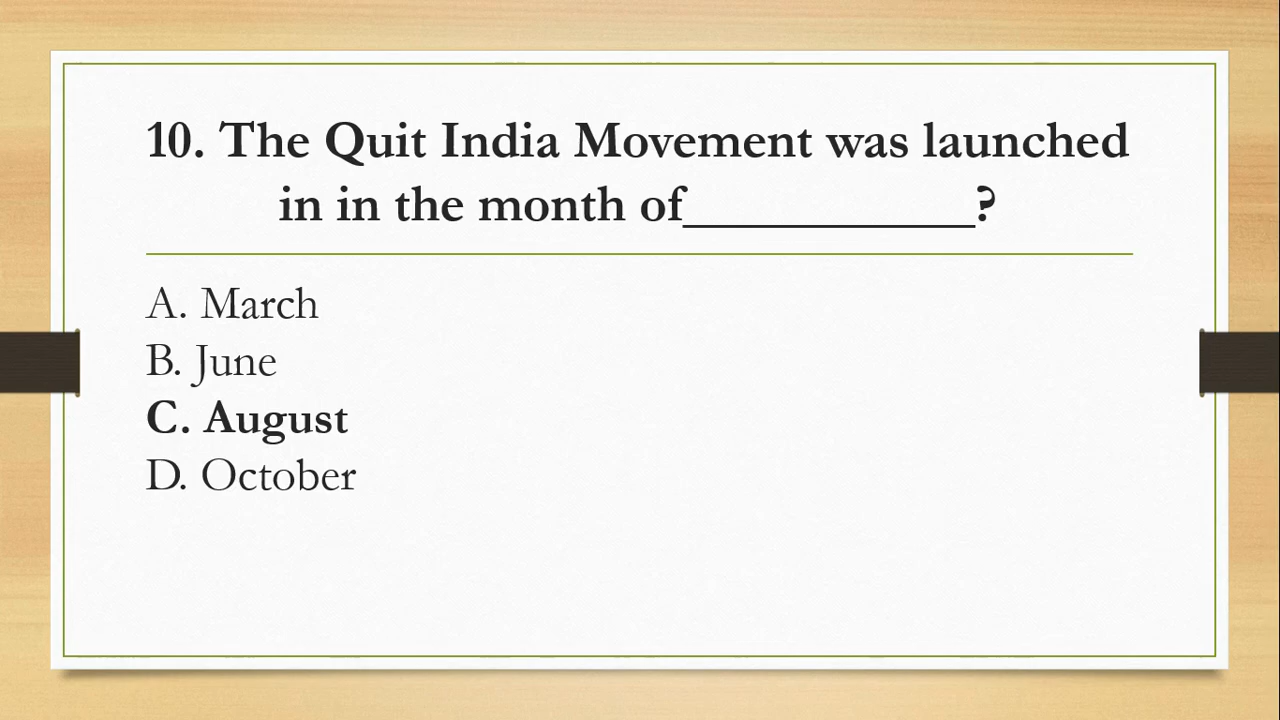 10. The Quit India Movement was launched
in in the month of____________?
A. March
B. June
C. August
D. October